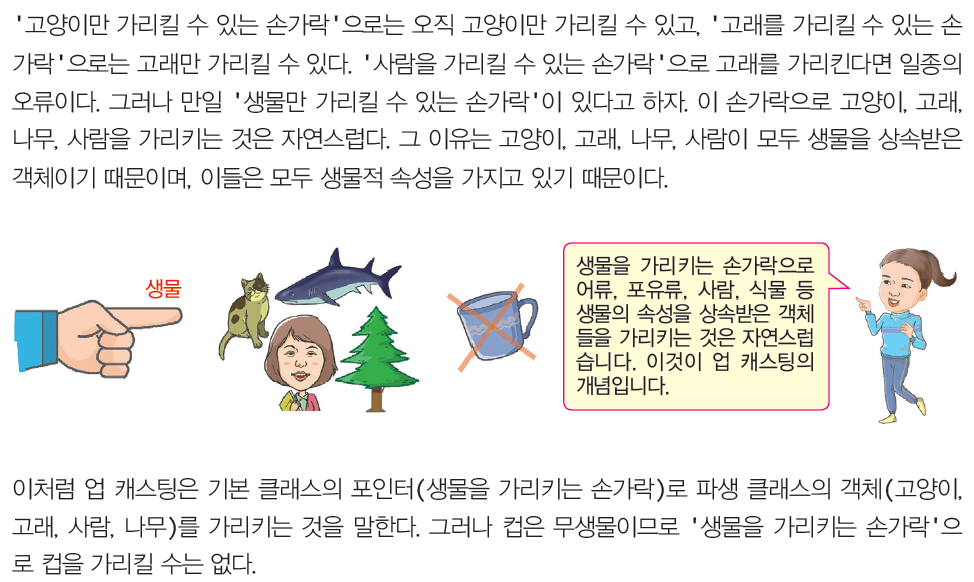 '고양이만 가리킬 수 있는 손가락'으로는 오직 고양이만 가리킬 수 있고, '고래를 가리킬 수 있는 손
가락'으로는 고래만 가리킬 수 있다. '사람을 가리킬 수 있는 손가락'으로 고래를 가리킨다면 일종의
오류이다. 그러나 만일 '생물만 가리킬 수 있는 손가락'이 있다고 하자. 이 손가락으로 고양이, 고래,
나무, 사람을 가리키는 것은 자연스럽다. 그 이유는 고양이, 고래, 나무, 사람이 모두 생물을 상속받은
객체이기 때문이며, 이들은 모두 생물적 속성을 가지고 있기 때문이다.
생물
생물을 가리키는 손가락으로
어류, 포유류, 사람, 식물 등
생물의 속성을 상속받은 객체
들을 가리키는 것은 자연스럽
습니다. 이것이 업 캐스팅의
개념입니다.
이처럼 업 캐스팅은 기본 클래스의 포인터(생물을 가리키는 손가락)로 파생 클래스의 객체(고양이,
고래, 사람, 나무)를 가리키는 것을 말한다. 그러나 컵은 무생물이므로 '생물을 가리키는 손가락'으
로 컵을 가리킬 수는 없다.